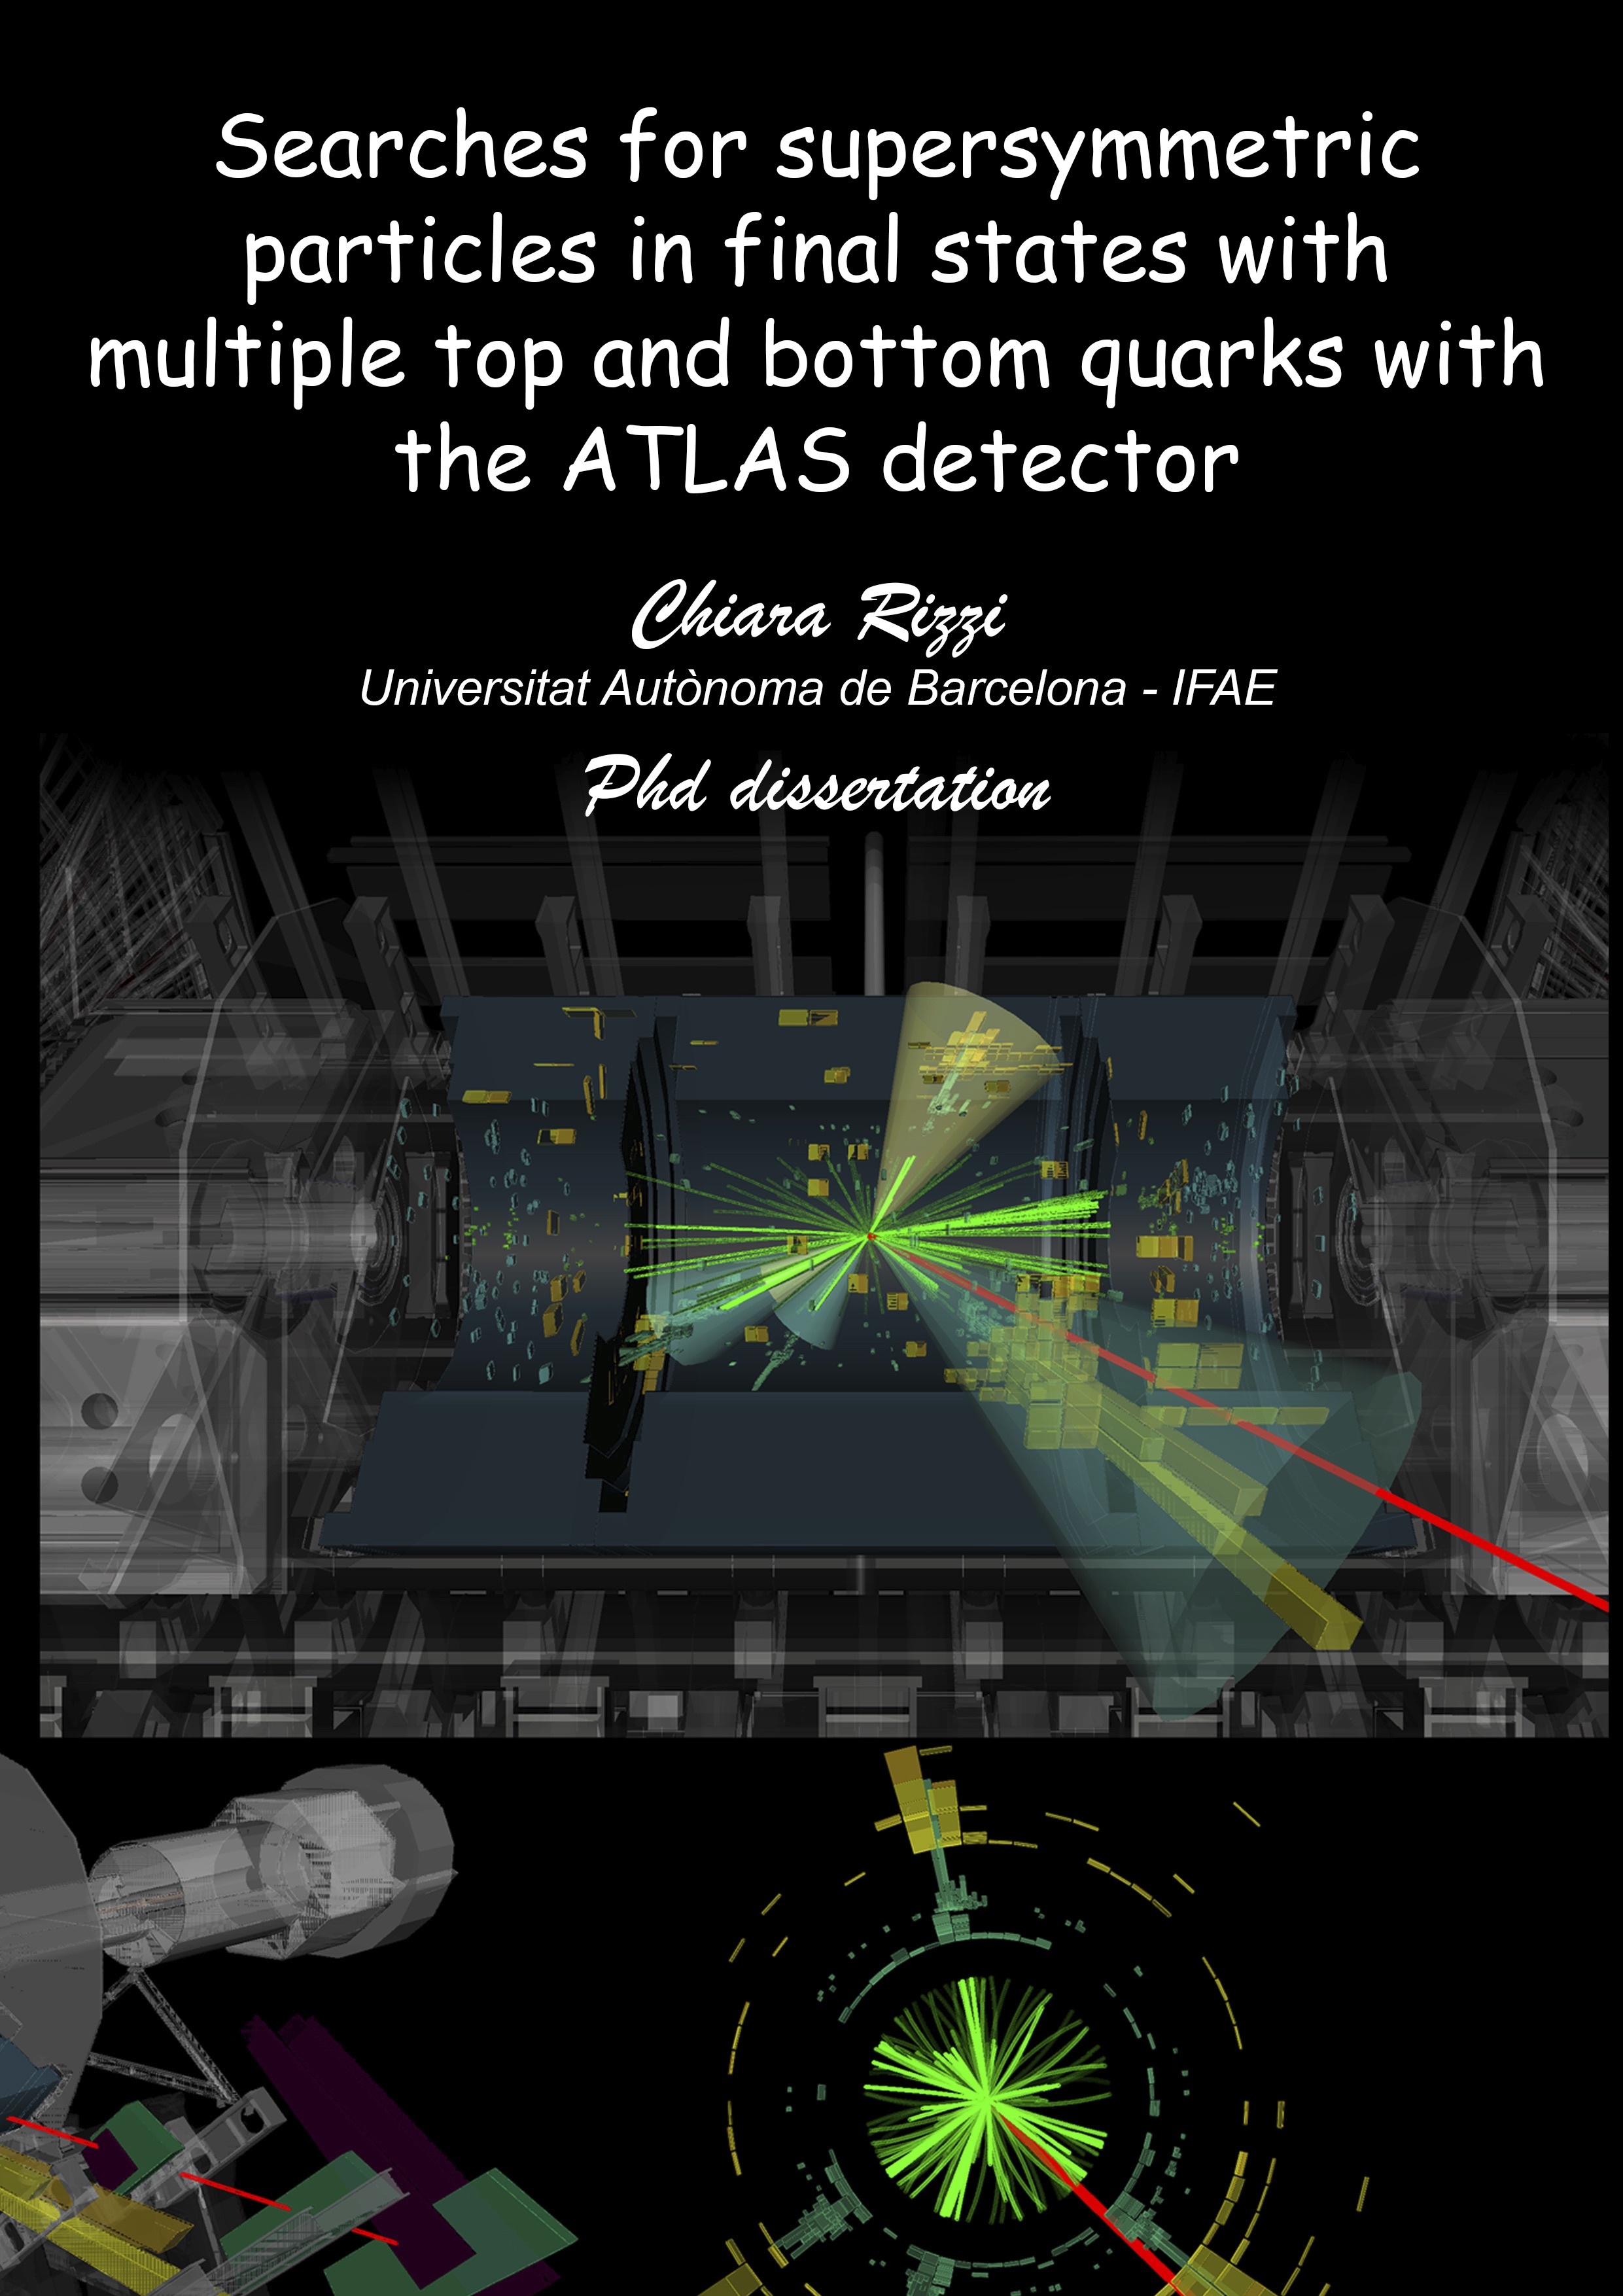 Searches for supersymmetric
particles in final states with
multiple top and bottom quarks with
the ATLAS detector
Chiara Rizzi
Universitat Autònoma de Barcelona - IFAE
Phd dissertation